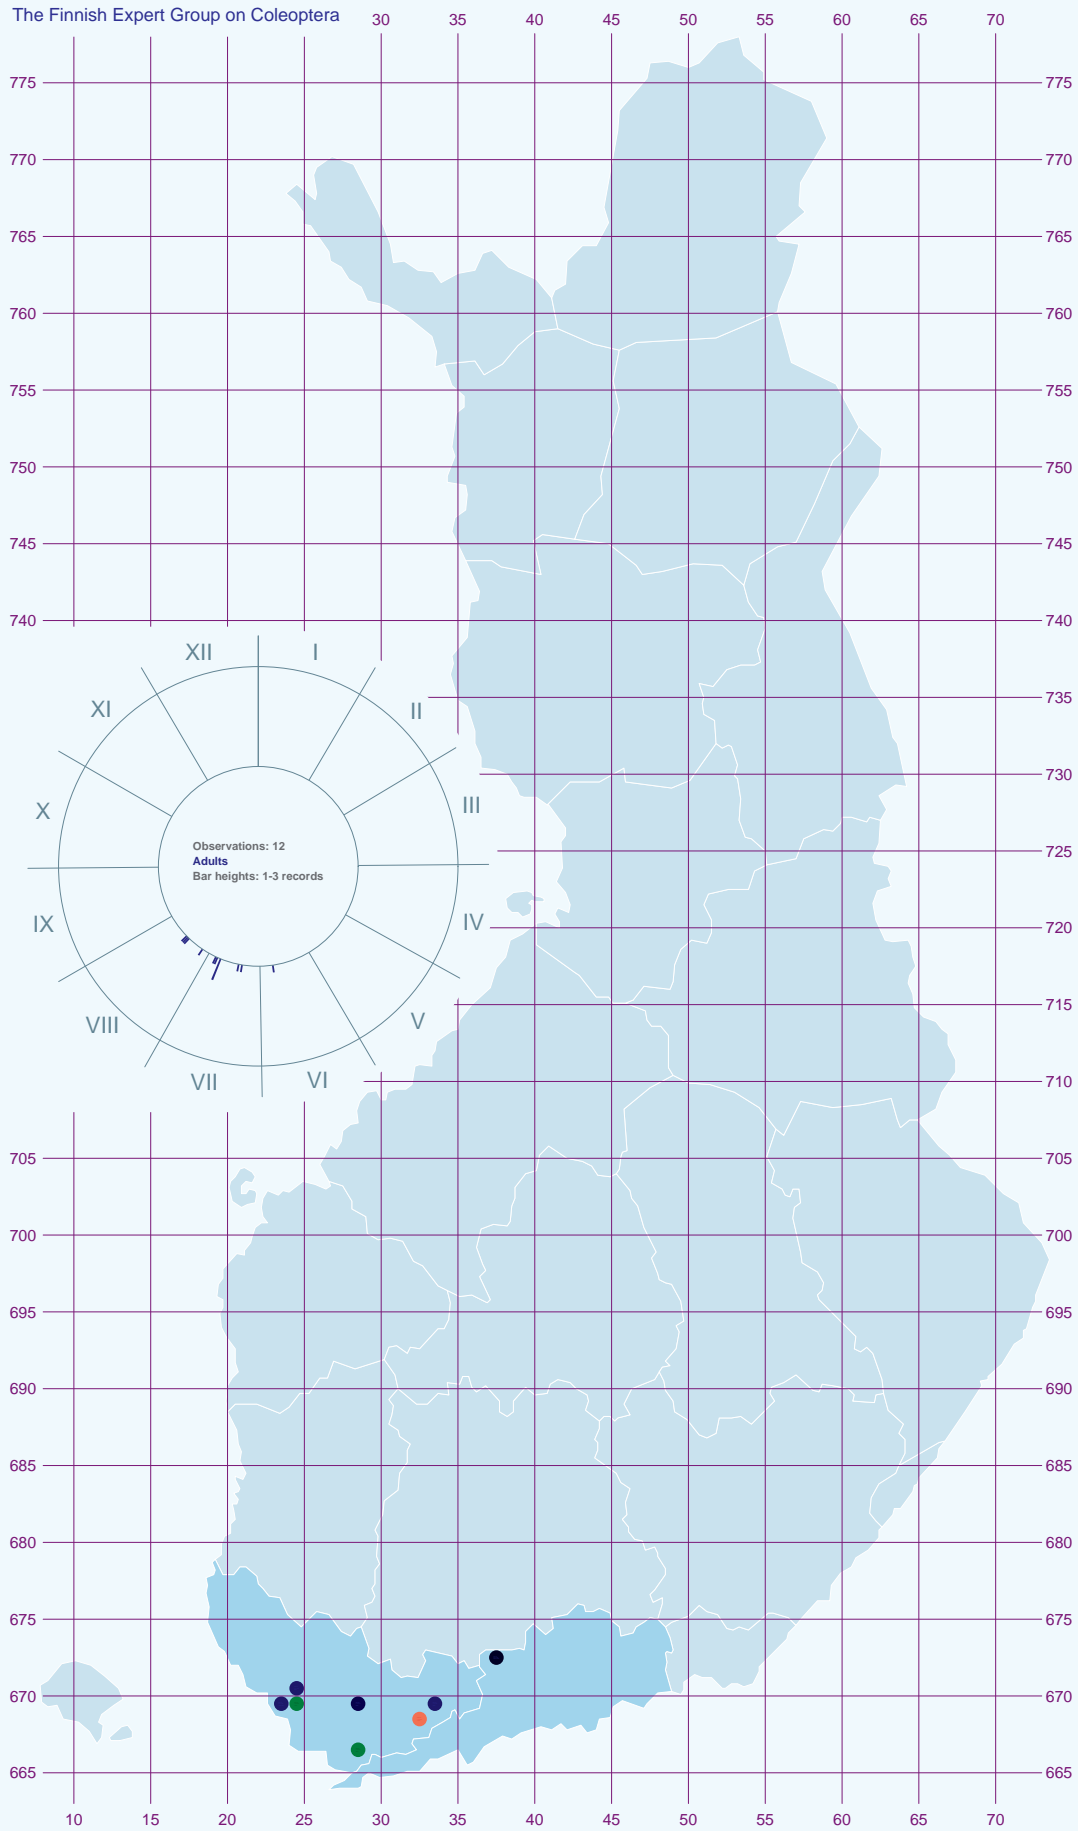 The Finnish Expert Group on Coleoptera
30 35 40 45 50 55 60 65 70
775 775
770 770
765 765
760 760
755 755
750 750
745 745
740 740
XII I
XI II
735
730
X III
Observations: 12
725
Adults
Bar heights: 1-3 records
IX IV
720
715
VIII V
VII VI
710
705 705
700 700
695 695
690 690
685 685
680 680
675 675
670 670
665 665
10 15 20 25 30 35 40 45 50 55 60 65 70